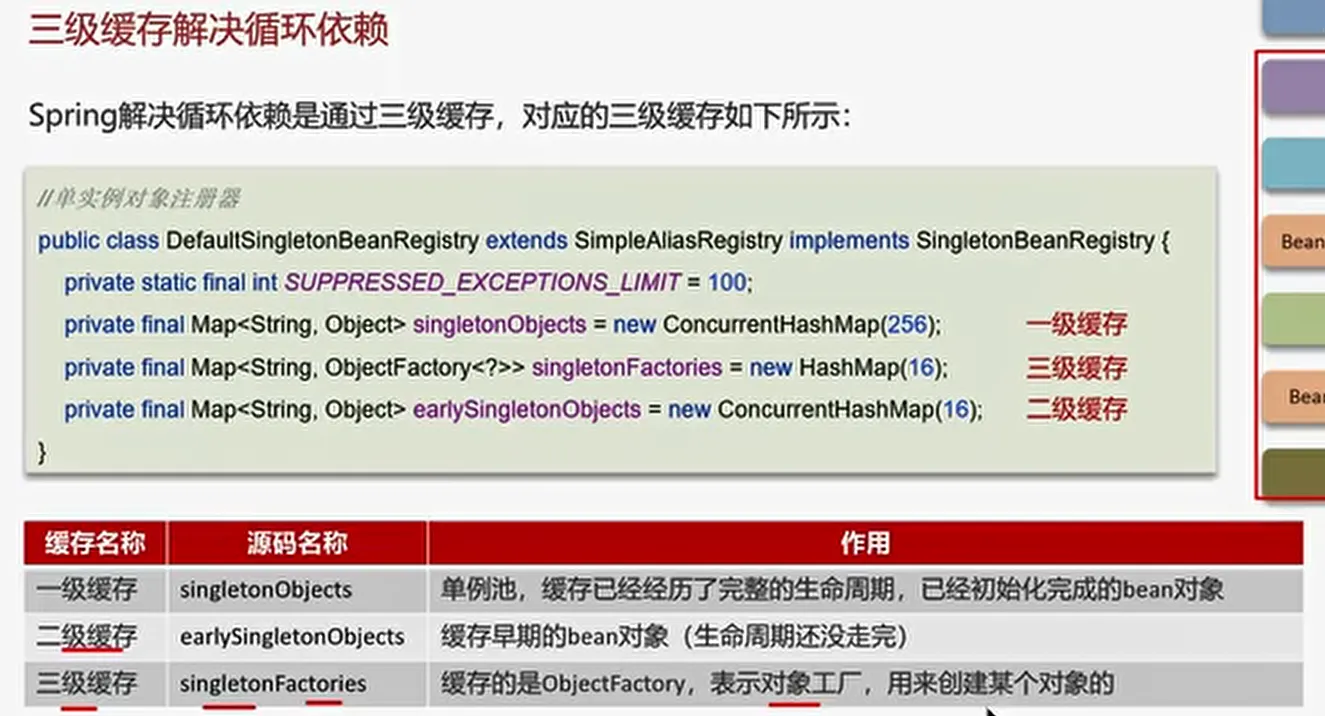 三级缓存解决循环依赖
Spring解决循环依赖是通过三级缓存，对应的三级缓存如下所示：
//单实例对象注册器
public class DefaultSingletonBeanRegistry extends SimpleAliasRegistry implements SingletonBeanRegistry {
private static final int SUPPRESSED_EXCEPTIONS_LIMIT = 100;
private final Map<String, Object> singletonObjects = new ConcurrentHashMap(256); 一级缓存
private final Map<String, ObjectFactory<?>> singletonFactories = new HashMap(16); 三级缓存
private final Map<String, Object> earlySingletonObjects = new ConcurrentHashMap(16); 二级缓存
}
缓存名称 源码名称 作用
一级缓存 singletonObjects 单例池，缓存已经经历了完整的生命周期，已经初始化完成的bean对象
二级缓存 earlySingletonObjects 缓存早期的bean对象（生命周期还没走完）
三级缓存 singletonFactories 缓存的是ObjectFactory，表示对象工厂，用来创建某个对象的
Bean